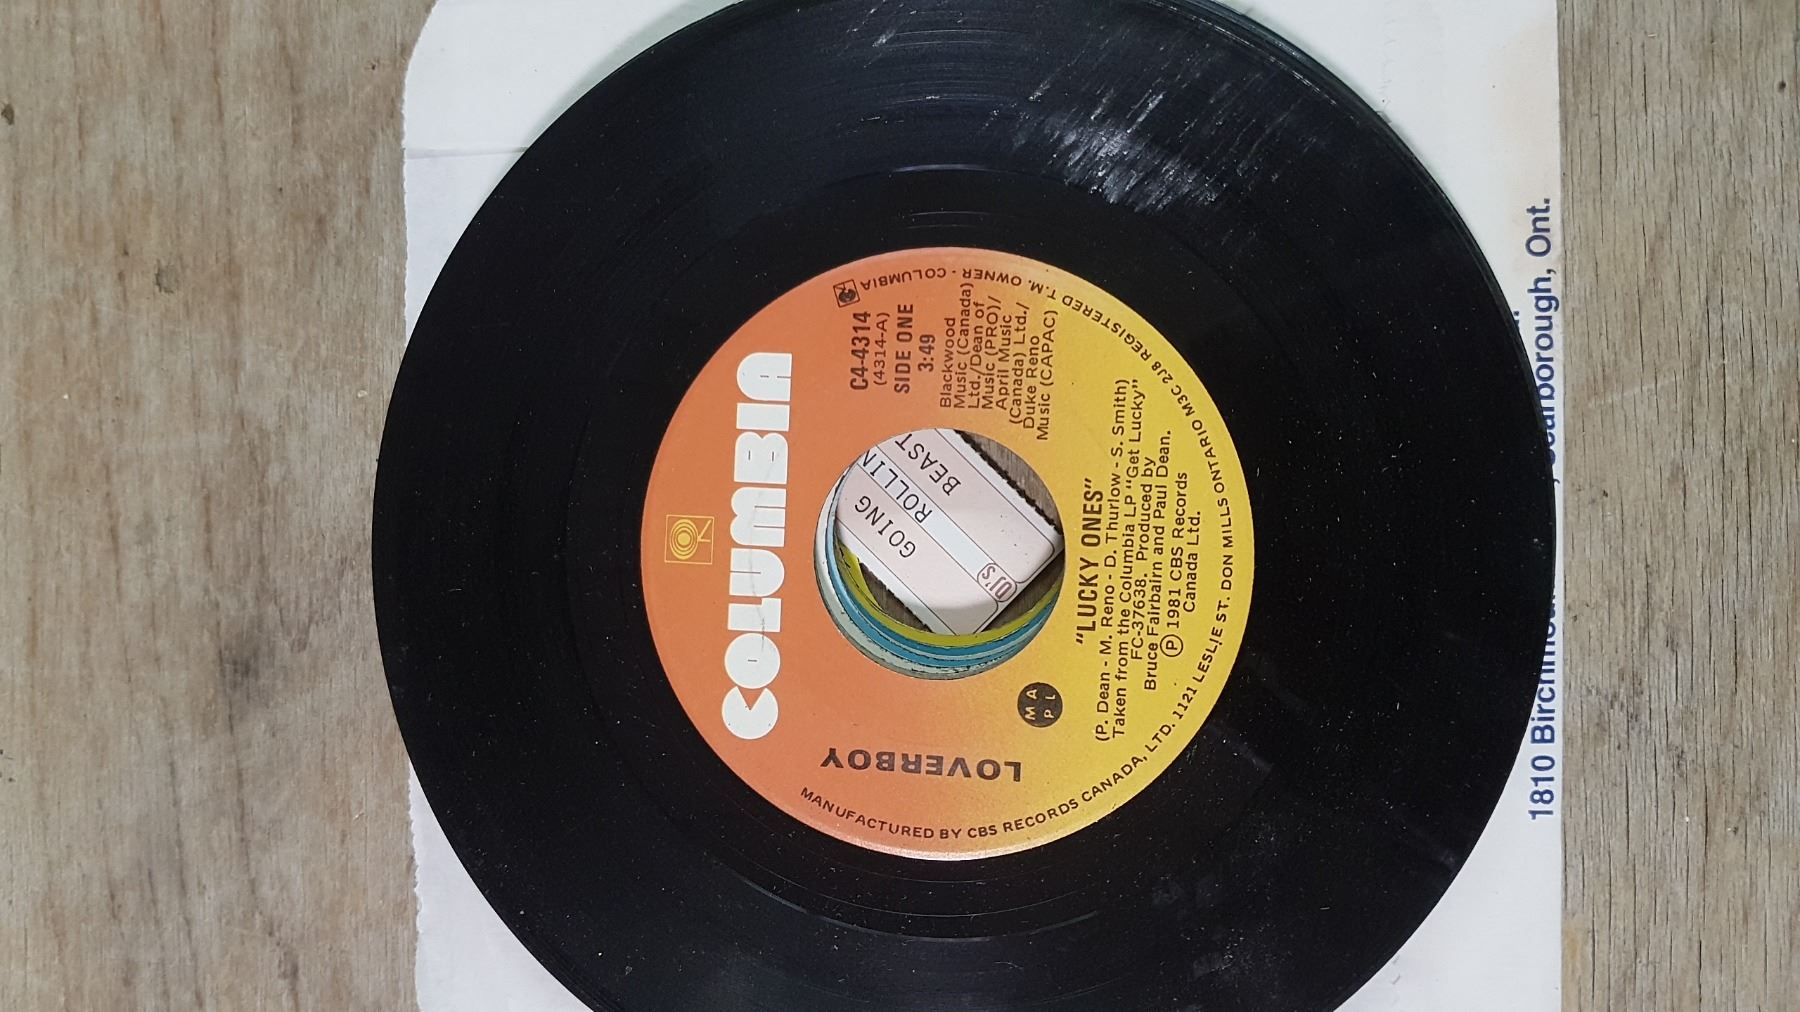 COLUMBIA
C4-4314
(4314-A)
SIDE ONE
3:49
Blackwood
Music (Canada)
Ltd./Dean of
Music (PRO)/
April Music
(Canada) Ltd./
Duke Reno
Music (CAPAC)
LOVERBOY
M A
P L
"LUCKY ONES"
(P. Dean - M. Reno - D. Thurlow - S. Smith)
Taken from the Columbia LP "Get Lucky"
FC-37638. Produced by
Bruce Fairbairn and Paul Dean.
Ⓟ 1981 CBS Records
Canada Ltd.
MANUFACTURED BY CBS RECORDS CANADA, LTD. 1121 LESLIE ST. DON MILLS ONTARIO M3C 2J8 REGISTERED T.M. OWNER - COLUMBIA
DJ'S
GOING
BEAST
1810
Scarborough, Ont.